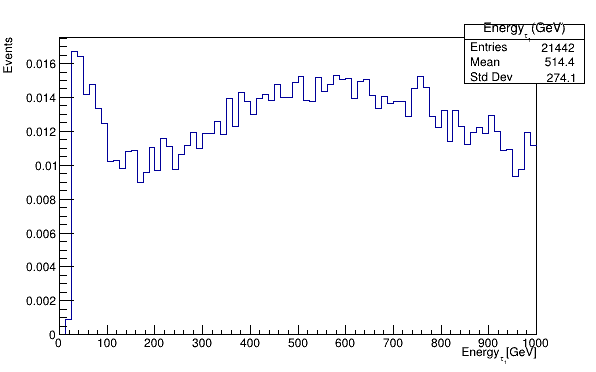 Energy_τ₁(GeV)
Entries 21442
Mean 514.4
Std Dev 274.1
Events
0.016
0.014
0.012
0.01
0.008
0.006
0.004
0.002
0
0 100 200 300 400 500 600 700 800 900 1000
Energy_τ₁[GeV]